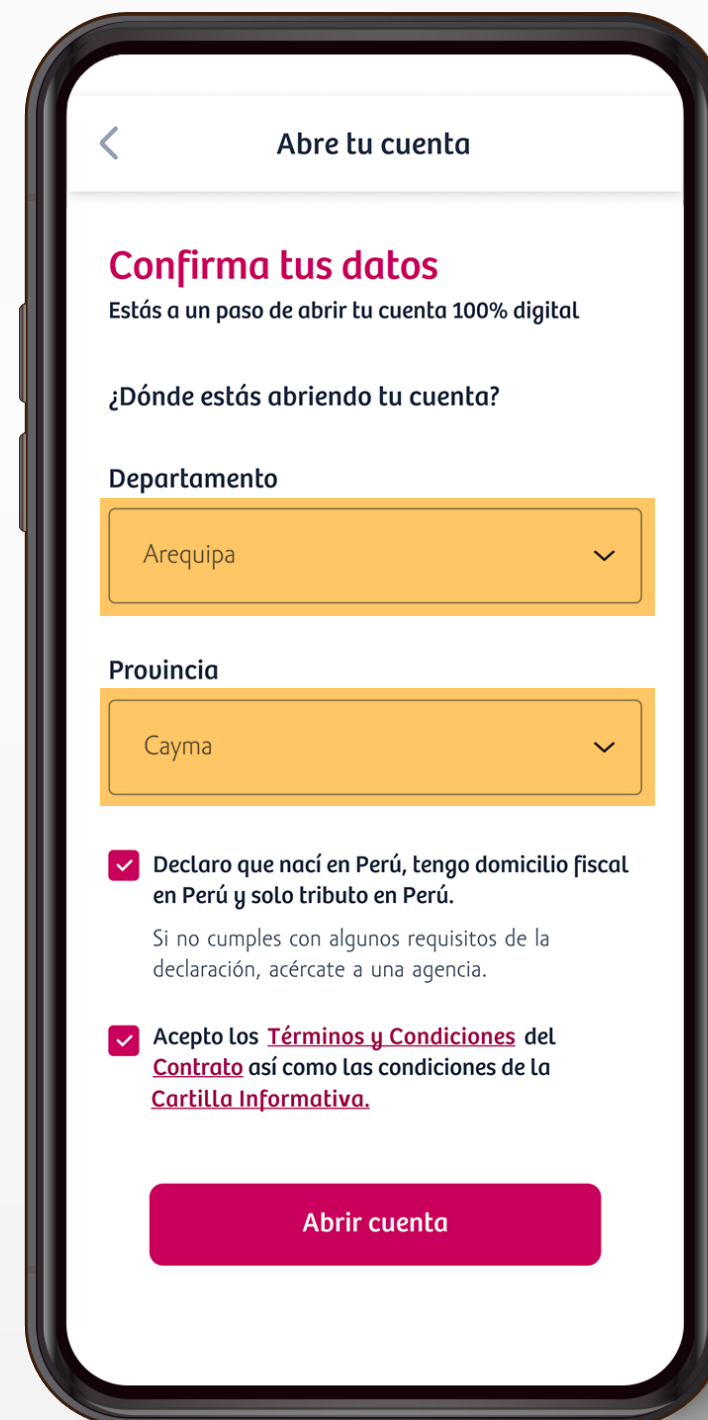 Abre tu cuenta
Confirma tus datos
Estás a un paso de abrir tu cuenta 100% digital
¿Dónde estás abriendo tu cuenta?
Departamento
Arequipa
Provincia
Cayma
Declaro que nací en Perú, tengo domicilio fiscal
en Perú y solo tributo en Perú.
Si no cumples con algunos requisitos de la
declaración, acércate a una agencia.
Acepto los Términos y Condiciones del
Contrato así como las condiciones de la
Cartilla Informativa.
Abrir cuenta